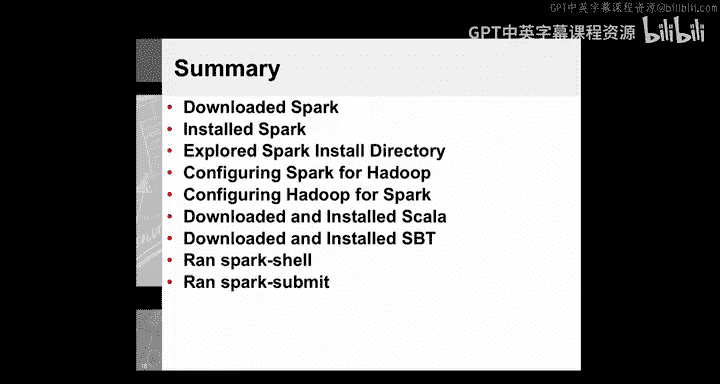 GPT中英字幕课程资源@bilibili.com
GPT中英字幕课程资源 bilibili
Summary
• Downloaded Spark
• Installed Spark
• Explored Spark Install Directory
• Configuring Spark for Hadoop
• Configuring Hadoop for Spark
• Downloaded and Installed Scala
• Downloaded and Installed SBT
• Ran spark-shell
• Ran spark-submit